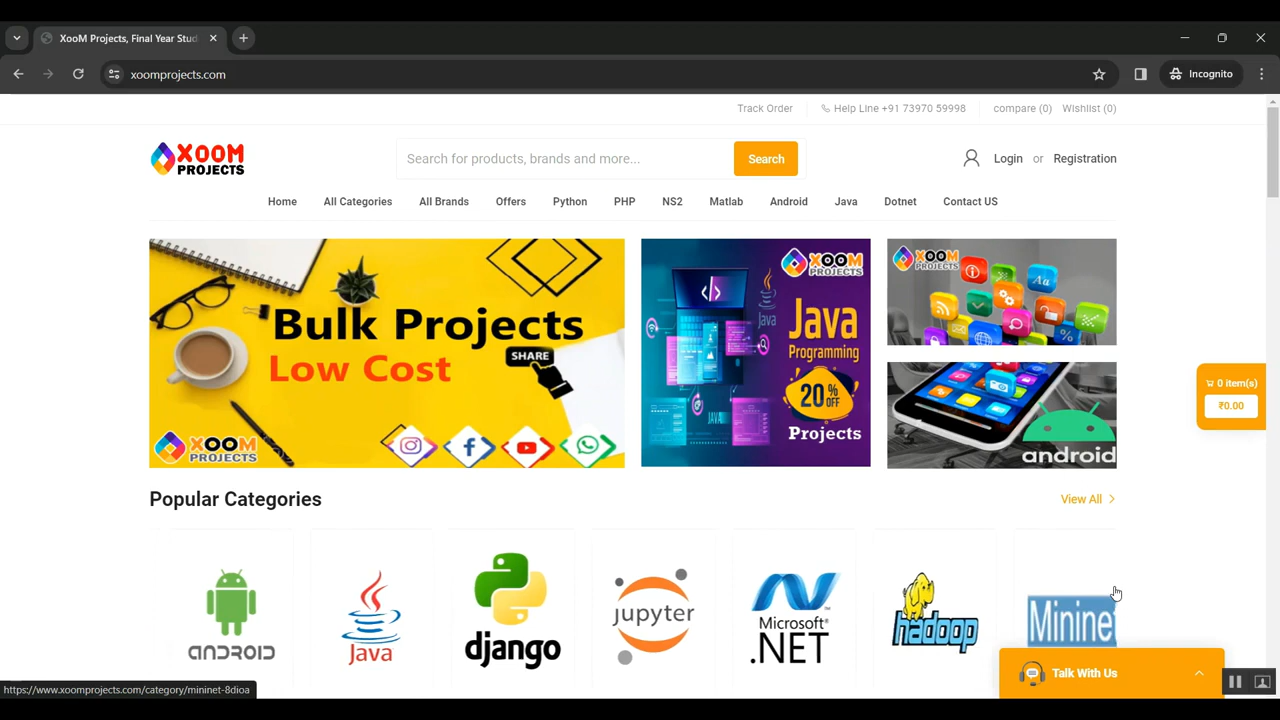 XooM Projects, Final Year Stud
xoomprojects.com
Incognito
Track Order
Help Line +91 73970 59998
compare (0)
Wishlist (0)
XOOM
PROJECTS
Search for products, brands and more...
Search
Login or Registration
Home
All Categories
All Brands
Offers
Python
PHP
NS2
Matlab
Android
Java
Dotnet
Contact US
Bulk Projects
Low Cost
SHARE
XOOM
PROJECTS
XOOM
PROJECTS
Java
Java
Programming
20%
OFF
Projects
XOOM
PROJECTS
Aa
android
0 item(s)
₹0.00
Popular Categories
View All
ANDROID
Java
django
jupyter
Microsoft
.NET
hadoop
Mininet
Talk With Us
https://www.xoomprojects.com/category/mininet-8dioa